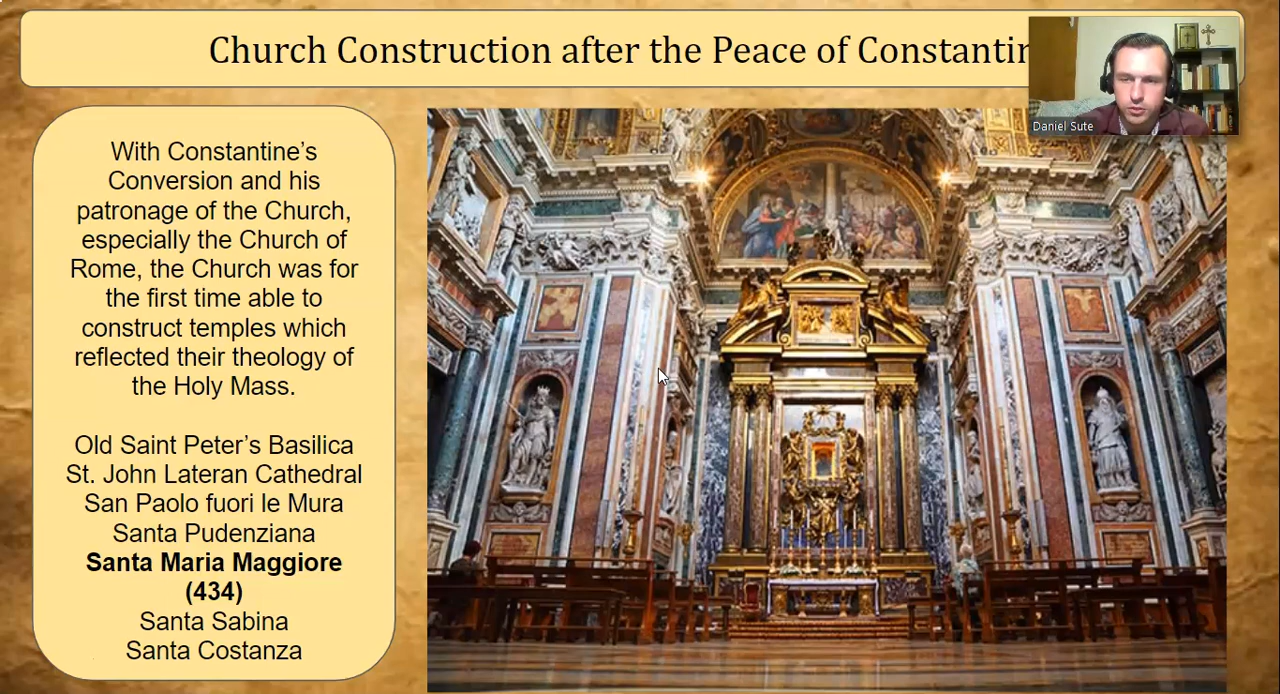 Church Construction after the Peace of Constantin
Daniel Sute
With Constantine’s
Conversion and his
patronage of the Church,
especially the Church of
Rome, the Church was for
the first time able to
construct temples which
reflected their theology of
the Holy Mass.
Old Saint Peter’s Basilica
St. John Lateran Cathedral
San Paolo fuori le Mura
Santa Pudenziana
Santa Maria Maggiore
(434)
Santa Sabina
Santa Costanza